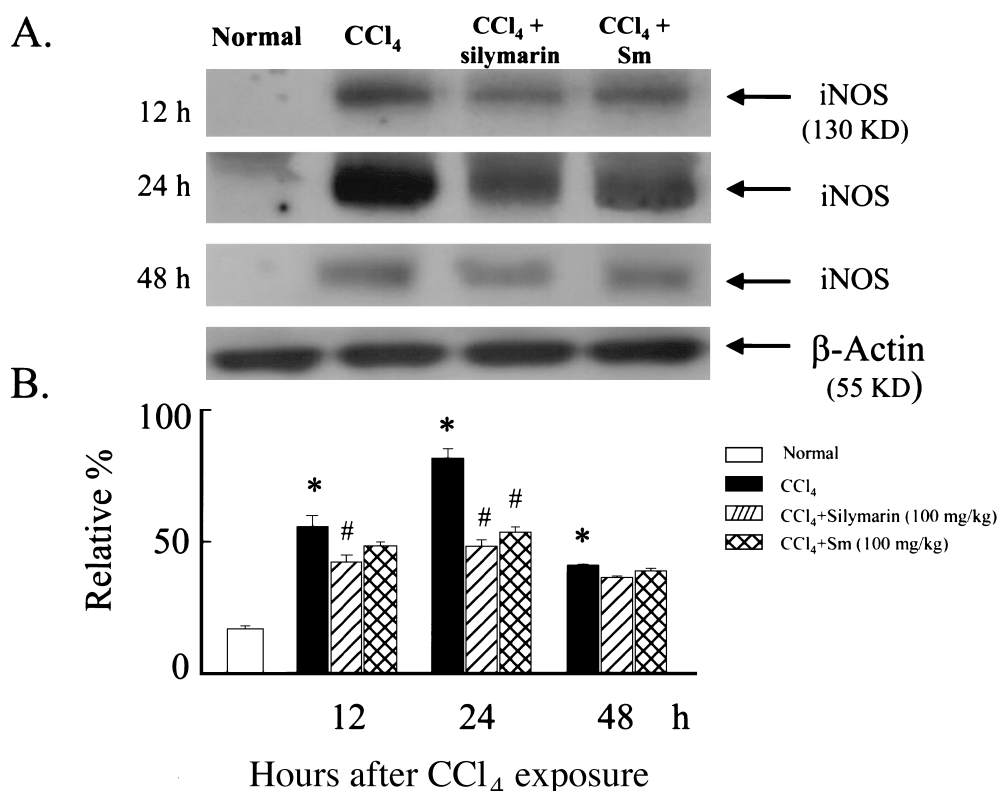 A.
Normal
CCl₄
CCl₄ +
silymarin
CCl₄ +
Sm
12 h
iNOS
(130 KD)
24 h
iNOS
48 h
iNOS
β-Actin
(55 KD)
B.
100
50
0
Relative %
*
#
*
#
#
*
Normal
CCl₄
CCl₄+Silymarin (100 mg/kg)
CCl₄+Sm (100 mg/kg)
12 24 48 h
Hours after CCl₄ exposure